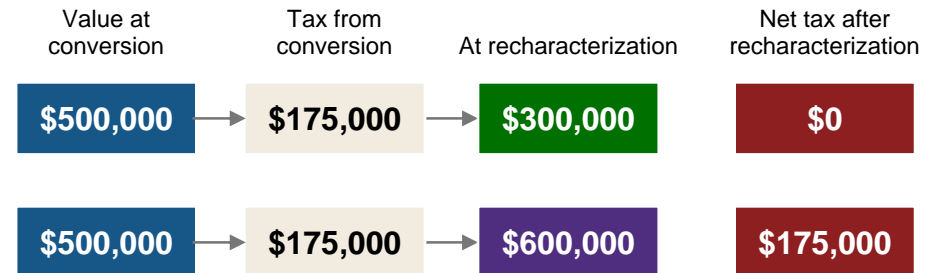 Value at
conversion
Tax from
conversion
At recharacterization
Net tax after
recharacterization
$500,000
$175,000
$300,000
$0
$500,000
$175,000
$600,000
$175,000